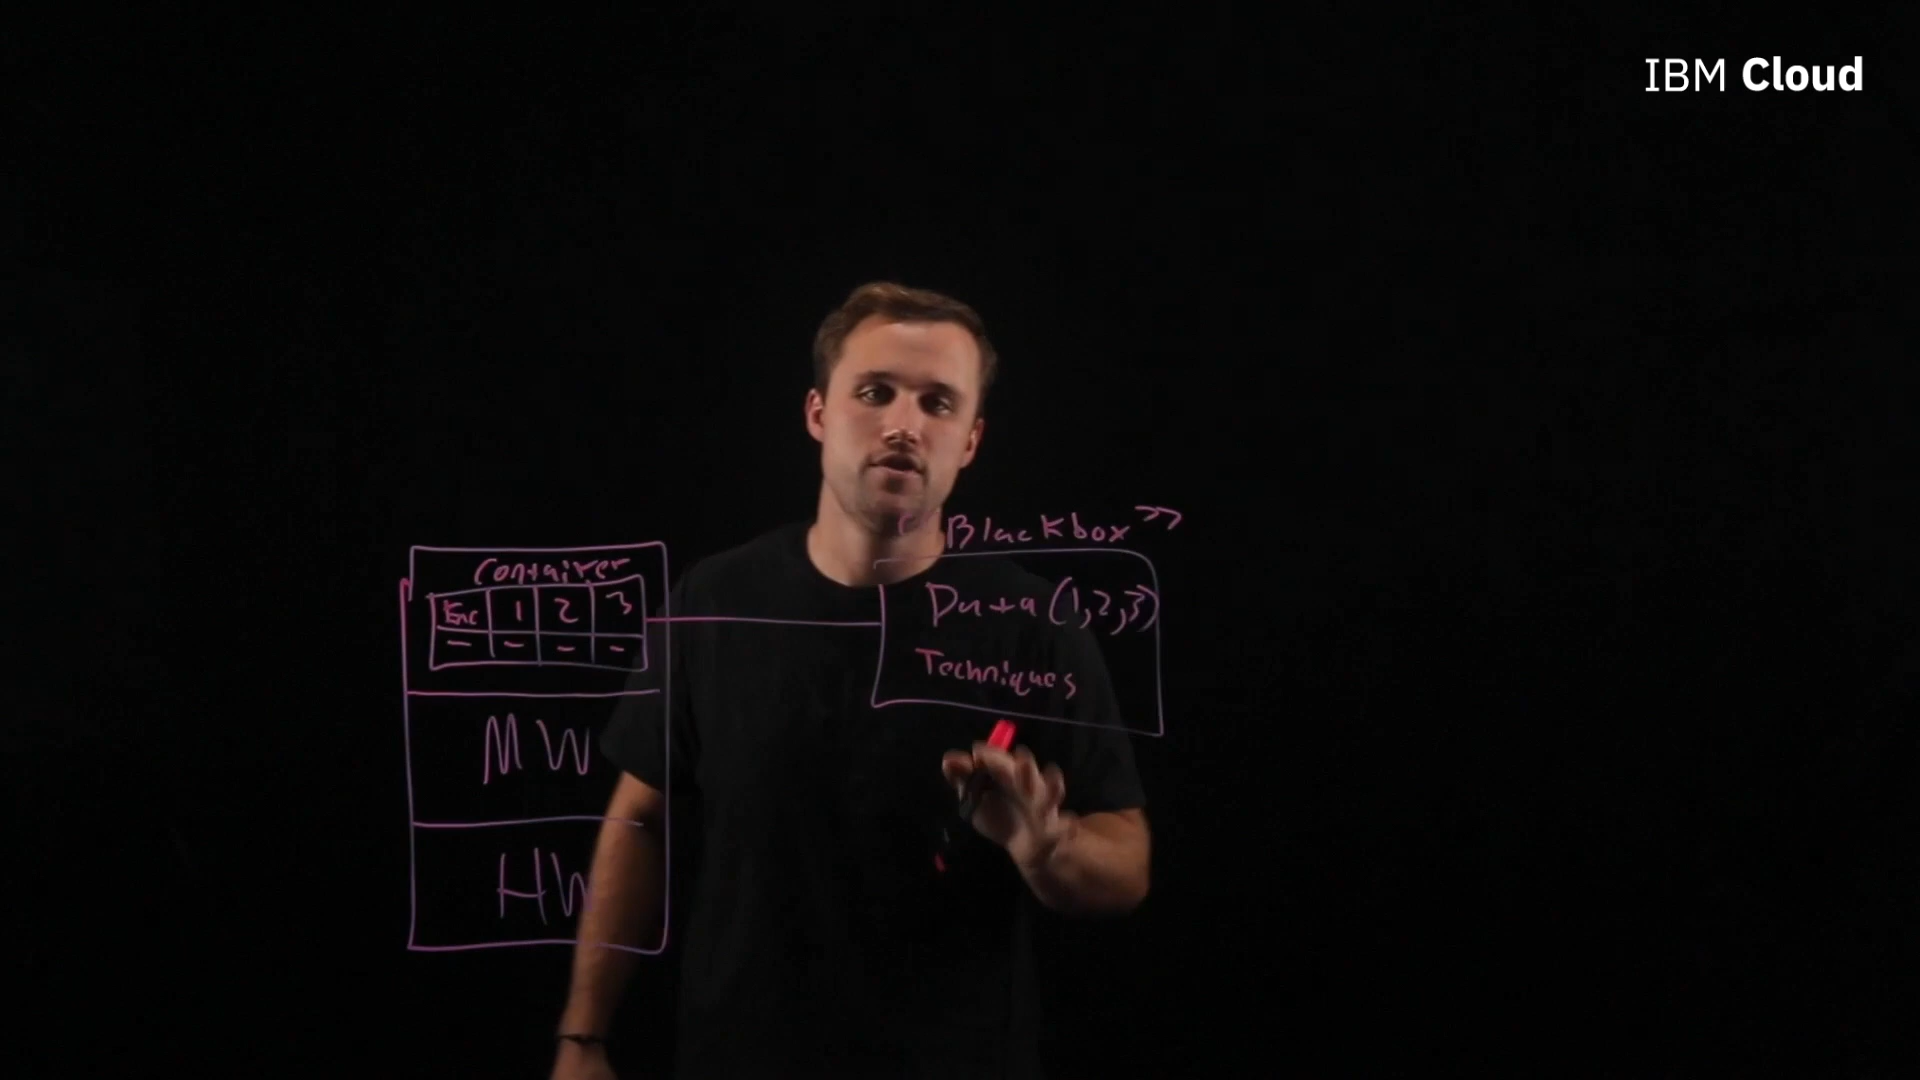 IBM Cloud
"Blackbox"
Container
Enc 1 2 3
- - - -
Data (1,2,3)
Techniques
MW
HW